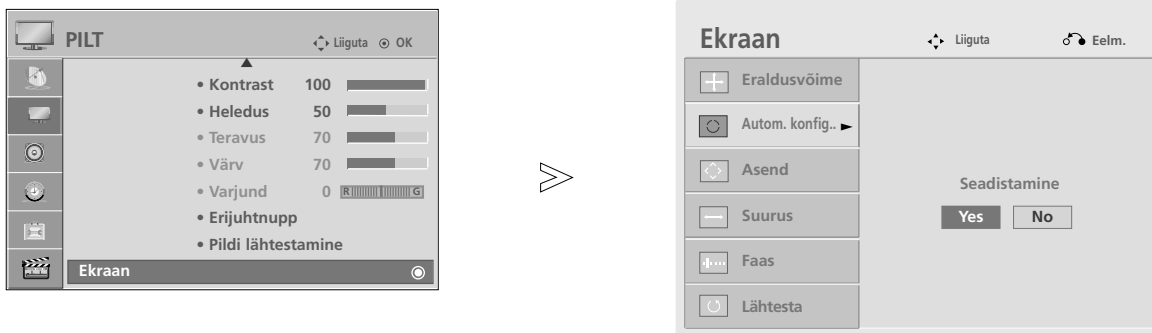 PILT
Liiguta OK
• Kontrast 100
• Heledus 50
• Teravus 70
• Värv 70
• Varjund 0 R G
• Erijuhtnupp
• Pildi lähtestamine
Ekraan
Ekraan
Liiguta Eelm.
Eraldusvõime
Autom. konfig..
Asend
Suurus
Faas
Lähtesta
Seadistamine
Yes No